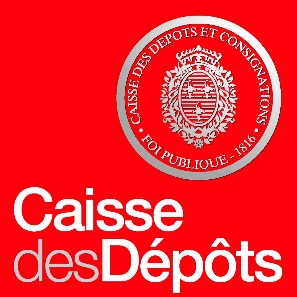 CAISSE DES DEPOTS ET CONSIGNATIONS
• FOI PUBLIQUE - 1816 •
Caisse
desDépôts